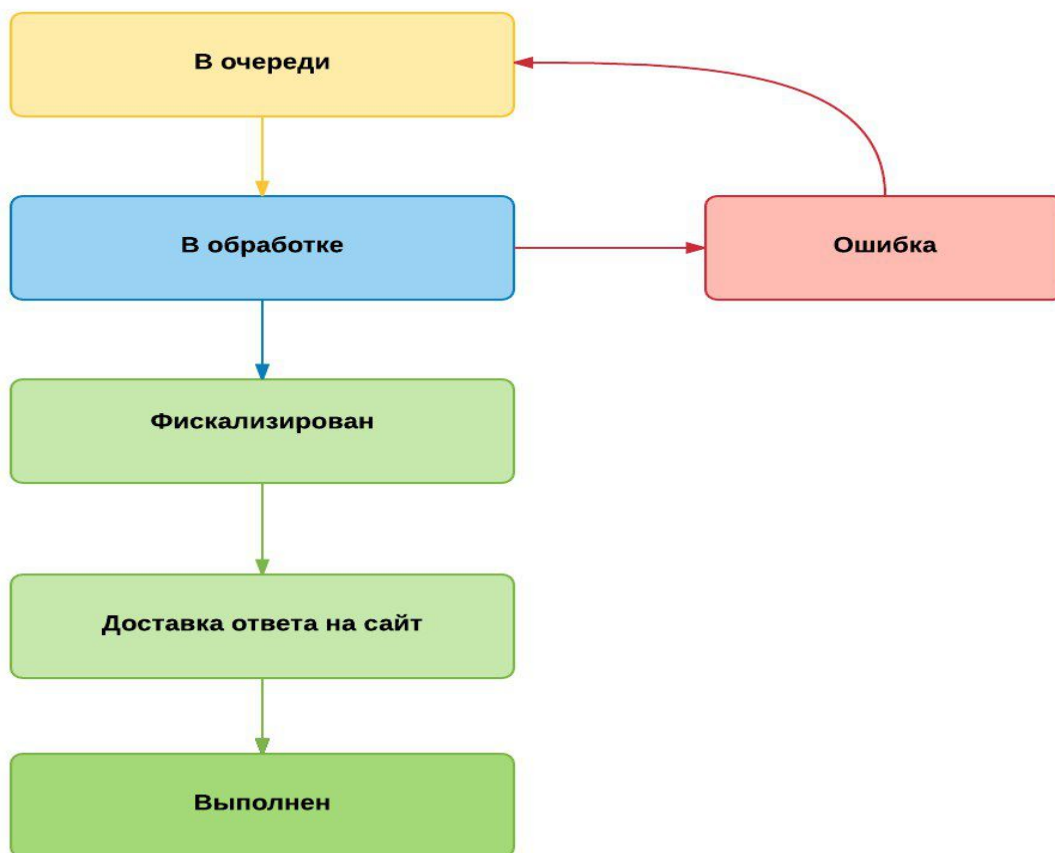 В очереди
В обработке
Ошибка
Фискализирован
Доставка ответа на сайт
Выполнен